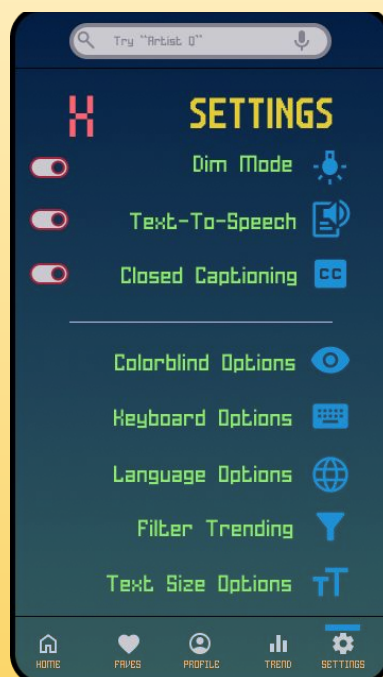 Try "Artist Q"
X SETTINGS
Dim Mode
Text-To-Speech
Closed Captioning CC
Colorblind Options
Keyboard Options
Language Options
Filter Trending
Text Size Options TT
HOME FAVES PROFILE TREND SETTINGS